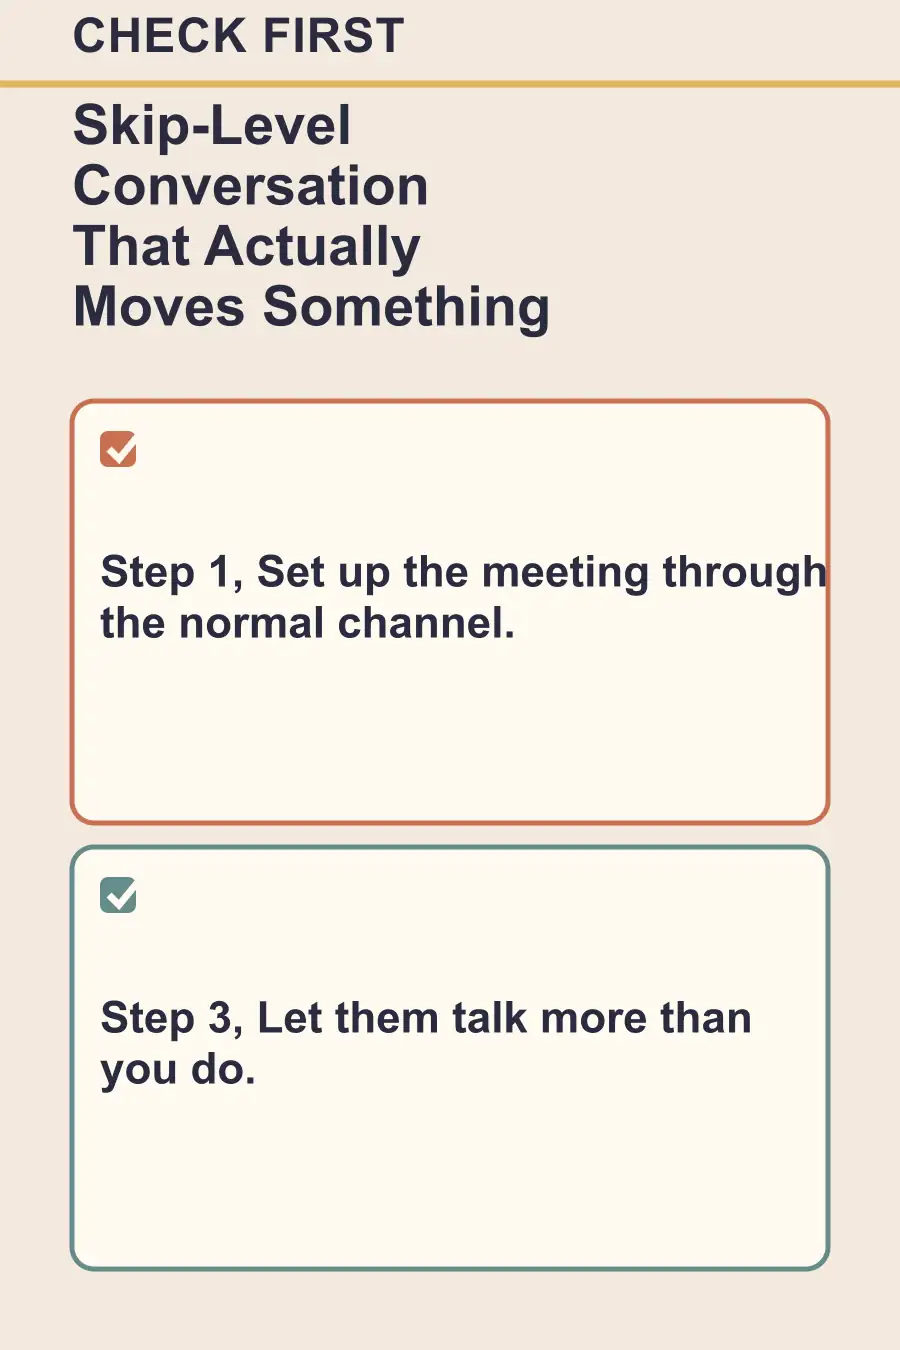 CHECK FIRST
Skip-Level
Conversation
That Actually
Moves Something
Step 1, Set up the meeting through
the normal channel.
Step 3, Let them talk more than
you do.